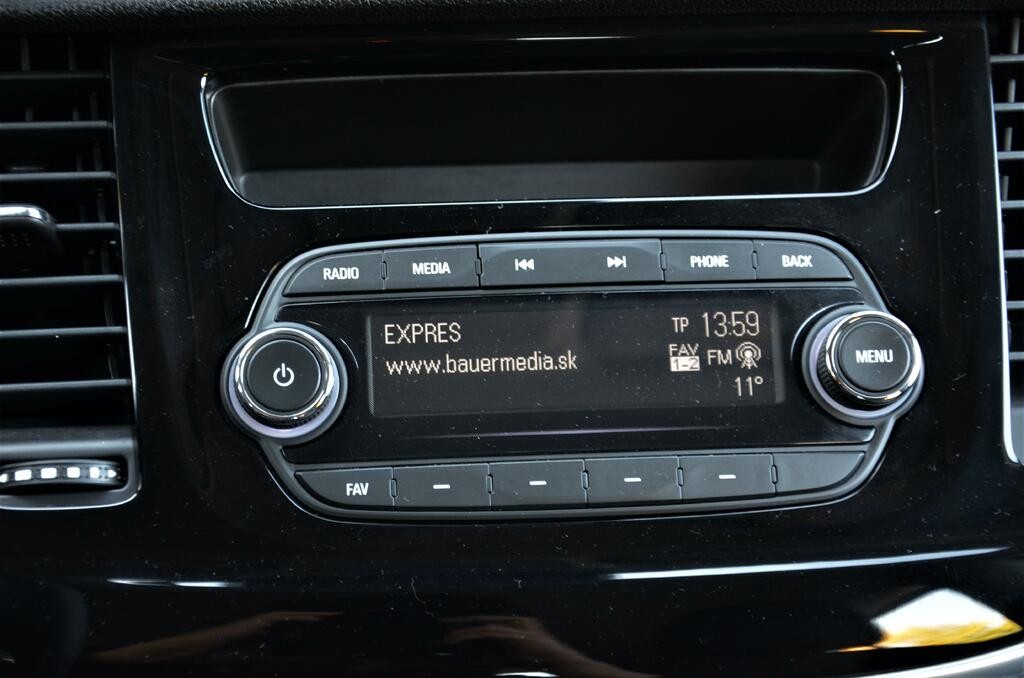 RADIO MEDIA PHONE BACK
EXPRES TP 13:59
www.bauermedia.sk FAV 1-2 FM
11°
MENU
FAV